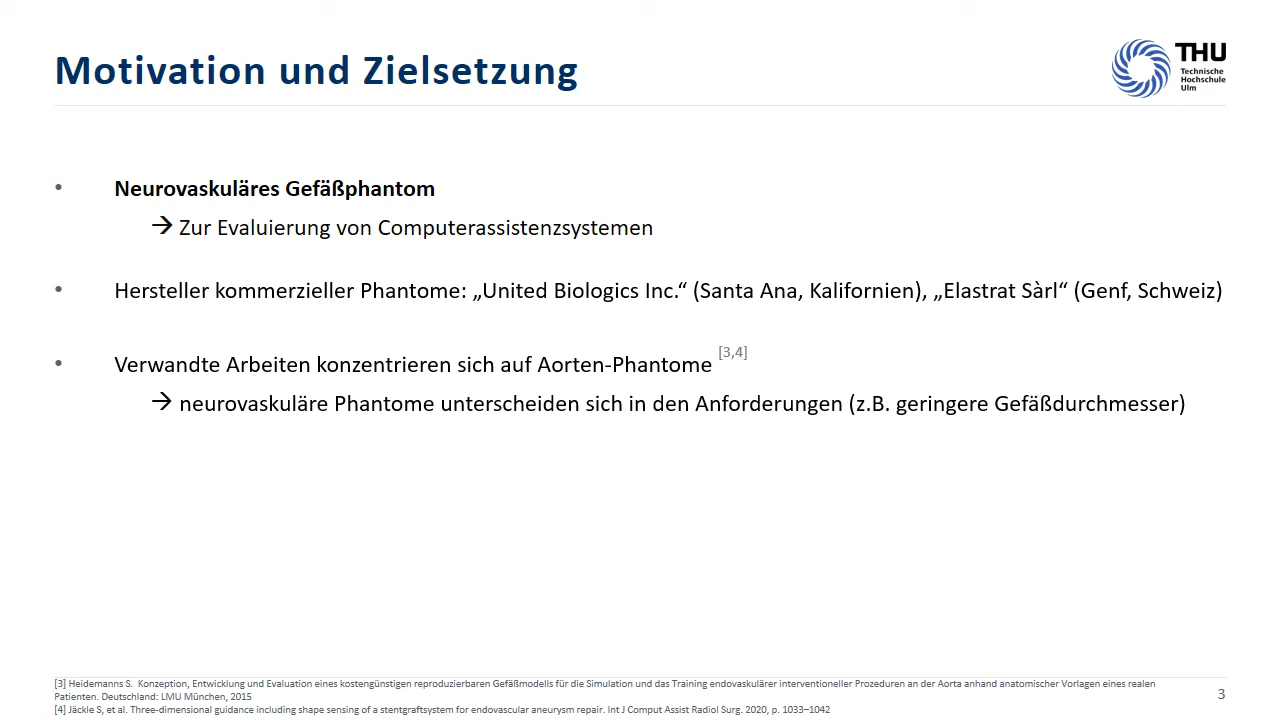 Motivation und Zielsetzung
THU
Technische
Hochschule
Ulm
• Neurovaskuläres Gefäßphantom
→ Zur Evaluierung von Computerassistenzsystemen
• Hersteller kommerzieller Phantome: „United Biologics Inc.“ (Santa Ana, Kalifornien), „Elastrat Sàrl“ (Genf, Schweiz)
• Verwandte Arbeiten konzentrieren sich auf Aorten-Phantome [3,4]
→ neurovaskuläre Phantome unterscheiden sich in den Anforderungen (z.B. geringere Gefäßdurchmesser)
[3] Heidemanns S. Konzeption, Entwicklung und Evaluation eines kostengünstigen reproduzierbaren Gefäßmodells für die Simulation und das Training endovaskulärer interventioneller Prozeduren an der Aorta anhand anatomischer Vorlagen eines realen
Patienten. Deutschland: LMU München, 2015
[4] Jäckle S, et al. Three-dimensional guidance including shape sensing of a stentgraftsystem for endovascular aneurysm repair. Int J Comput Assist Radiol Surg. 2020, p. 1033–1042
3